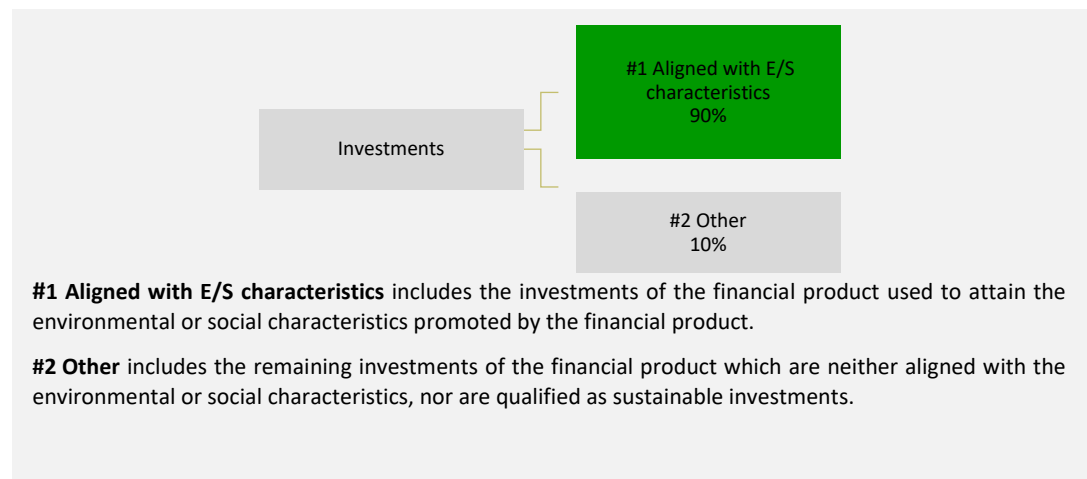 #1 Aligned with E/S
characteristics
90%
Investments
#2 Other
10%
#1 Aligned with E/S characteristics includes the investments of the financial product used to attain the
environmental or social characteristics promoted by the financial product.
#2 Other includes the remaining investments of the financial product which are neither aligned with the
environmental or social characteristics, nor are qualified as sustainable investments.